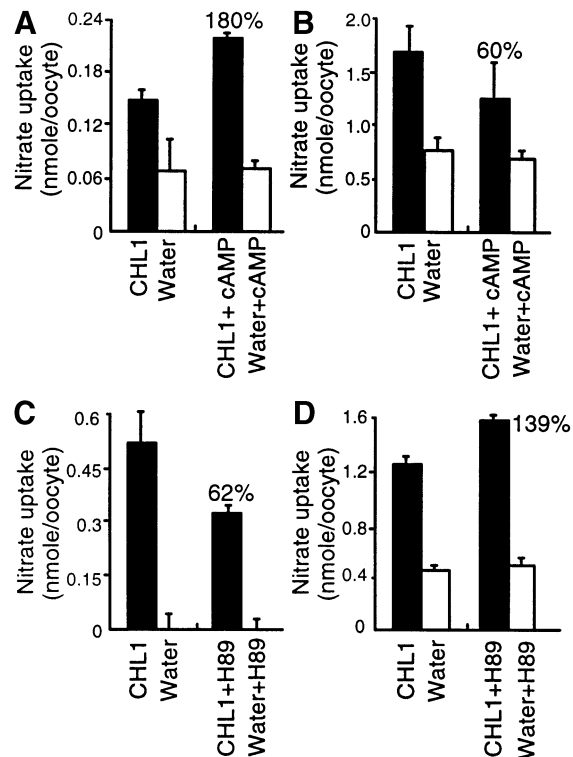 A
Nitrate uptake
(nmole/oocyte)
0.24
0.18
0.12
0.06
0
180%
CHL1
Water
CHL1+ cAMP
Water+cAMP
B
Nitrate uptake
(nmole/oocyte)
2.0
1.5
1.0
0.5
0
60%
CHL1
Water
CHL1+ cAMP
Water+cAMP
C
Nitrate uptake
(nmole/oocyte)
0.6
0.45
0.3
0.15
0
62%
CHL1
Water
CHL1+H89
Water+H89
D
Nitrate uptake
(nmole/oocyte)
1.6
1.2
0.8
0.4
0
139%
CHL1
Water
CHL1+H89
Water+H89